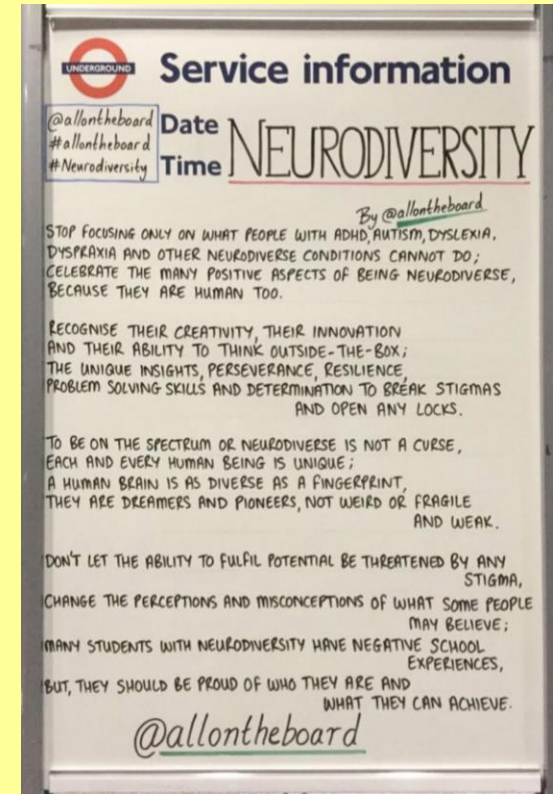 UNDERGROUND
Service information
@allontheboard
#allontheboard
#Neurodiversity
Date
Time
NEURODIVERSITY
By @allontheboard
STOP FOCUSING ONLY ON WHAT PEOPLE WITH ADHD, AUTISM, DYSLEXIA,
DYSPRAXIA AND OTHER NEURODIVERSE CONDITIONS CANNOT DO;
CELEBRATE THE MANY POSITIVE ASPECTS OF BEING NEURODIVERSE,
BECAUSE THEY ARE HUMAN TOO.
RECOGNISE THEIR CREATIVITY, THEIR INNOVATION
AND THEIR ABILITY TO THINK OUTSIDE-THE-BOX;
THE UNIQUE INSIGHTS, PERSEVERANCE, RESILIENCE,
PROBLEM SOLVING SKILLS AND DETERMINATION TO BREAK STIGMAS
AND OPEN ANY LOCKS.
TO BE ON THE SPECTRUM OR NEURODIVERSE IS NOT A CURSE,
EACH AND EVERY HUMAN BEING IS UNIQUE;
A HUMAN BRAIN IS AS DIVERSE AS A FINGERPRINT,
THEY ARE DREAMERS AND PIONEERS, NOT WEIRD OR FRAGILE
AND WEAK.
DON'T LET THE ABILITY TO FULFIL POTENTIAL BE THREATENED BY ANY
STIGMA,
CHANGE THE PERCEPTIONS AND MISCONCEPTIONS OF WHAT SOME PEOPLE
MAY BELIEVE;
MANY STUDENTS WITH NEURODIVERSITY HAVE NEGATIVE SCHOOL
EXPERIENCES,
BUT, THEY SHOULD BE PROUD OF WHO THEY ARE AND
WHAT THEY CAN ACHIEVE.
@allontheboard